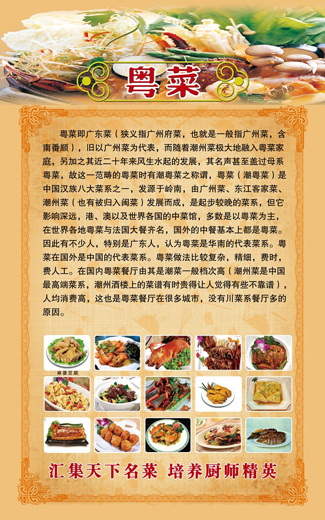 粤菜
粤菜即广东菜（狭义指广州府菜，也就是一般指广州菜，含
南番顺），旧以广州菜为代表，而随着潮州菜极大地融入粤菜家
庭，另加之其近二十年来风生水起的发展，其名声甚至盖过母系
粤菜，故这一范畴的粤菜时有潮粤菜之称谓，粤菜（潮粤菜）是
中国汉族八大菜系之一，发源于岭南，由广州菜、东江客家菜、
潮州菜（也有被归入闽菜）发展而成，是起步较晚的菜系，但它
影响深远，港、澳以及世界各国的中菜馆，多数是以粤菜为主，
在世界各地粤菜与法国大餐齐名，国外的中餐基本上都是粤菜。
因此有不少人，特别是广东人，认为粤菜是华南的代表菜系。粤
菜在国外是中国的代表菜系。粤菜做法比较复杂，精细，费时，
费人工。在国内粤菜餐厅由其是潮菜一般档次高（潮州菜是中国
最高端菜系，潮州酒楼上的菜谱有时贵得让人觉得有些不靠谱），
人均消费高，这也是粤菜餐厅在很多城市，没有川菜系餐厅多的
的原因。
麻婆豆腐
汇集天下名菜 培养厨师精英